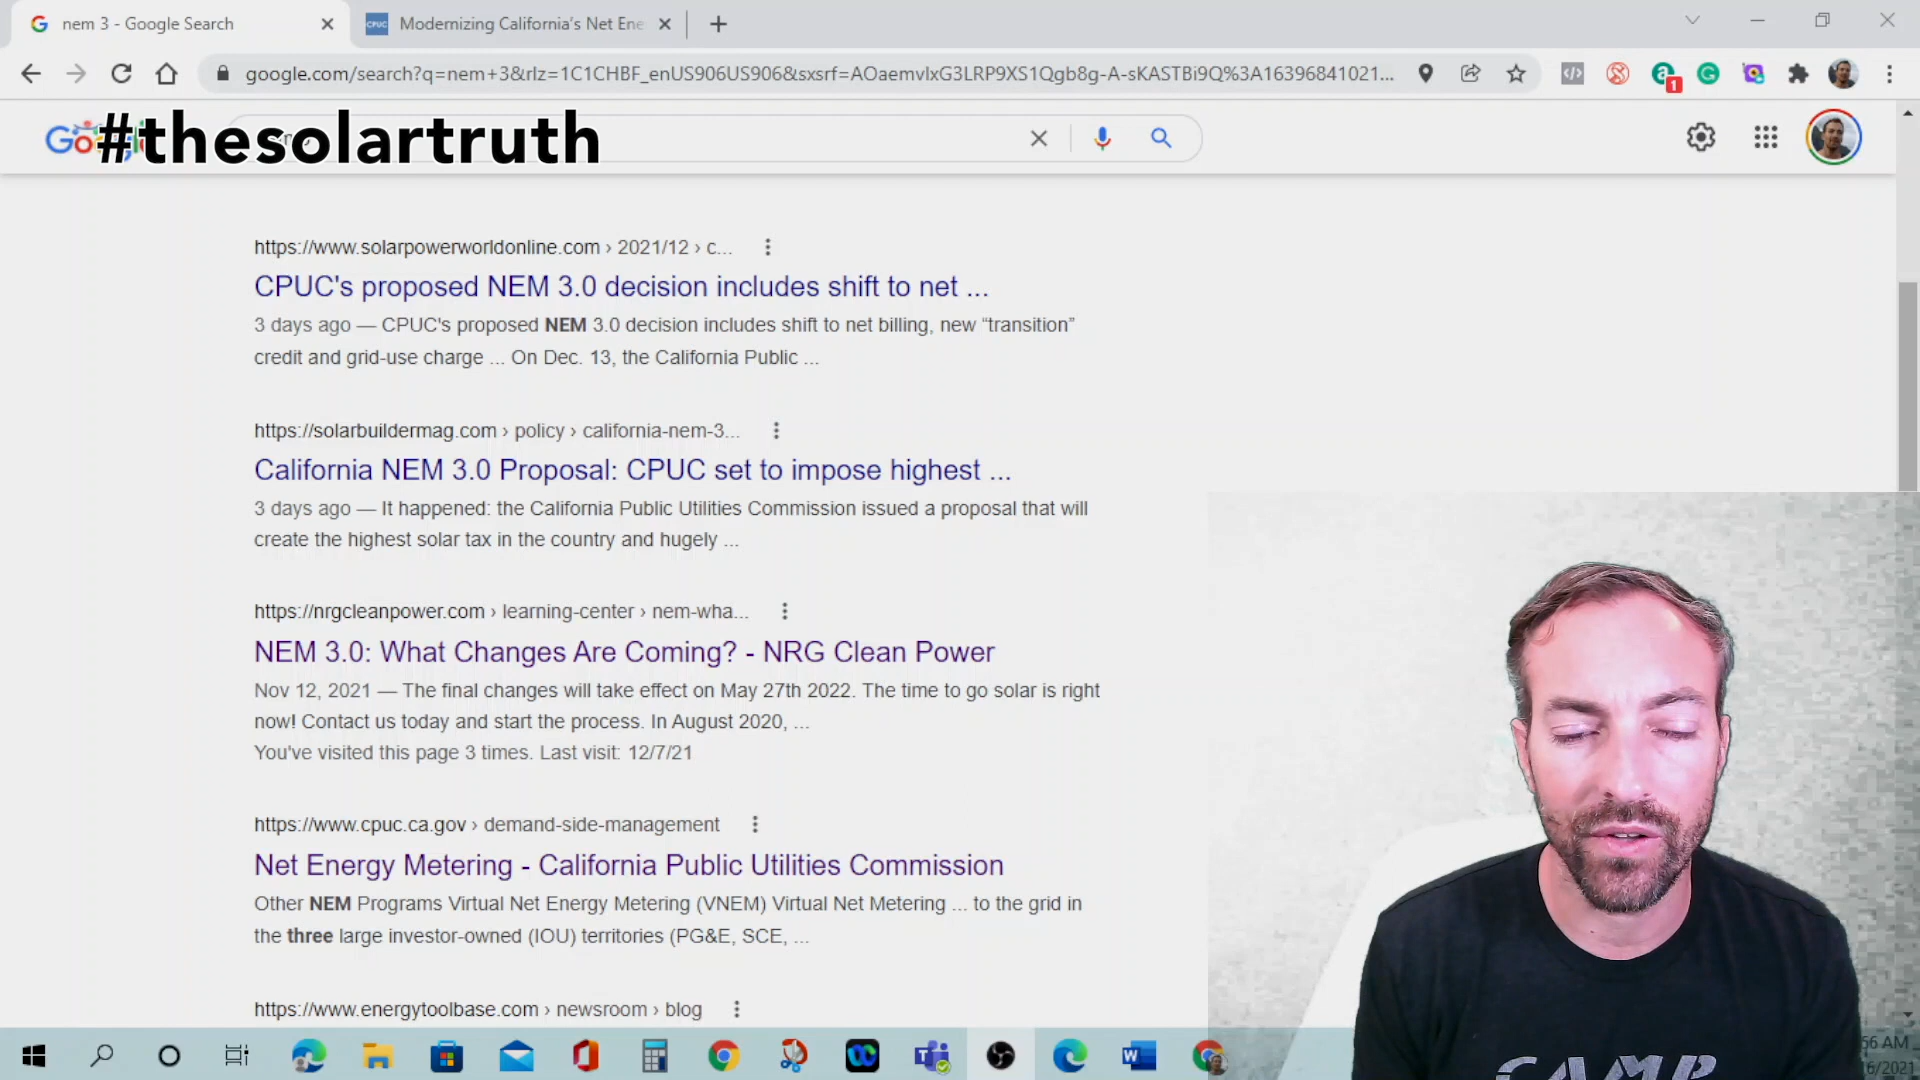 nem 3 - Google Search
Modernizing California's Net Ene
google.com/search?q=nem+3&rlz=1C1CHBF_enUS906US906&sxsrf=AOaemvIxG3LRP9XS1Qgb8g-A-sKASTBi9Q%3A16396841021...
1
#thesolartruth
https://www.solarpowerworldonline.com › 2021/12 › c...
CPUC's proposed NEM 3.0 decision includes shift to net ...
3 days ago — CPUC's proposed NEM 3.0 decision includes shift to net billing, new “transition”
credit and grid-use charge ... On Dec. 13, the California Public ...
https://solarbuildermag.com › policy › california-nem-3...
California NEM 3.0 Proposal: CPUC set to impose highest ...
3 days ago — It happened: the California Public Utilities Commission issued a proposal that will
create the highest solar tax in the country and hugely ...
https://nrgcleanpower.com › learning-center › nem-wha...
NEM 3.0: What Changes Are Coming? - NRG Clean Power
Nov 12, 2021 — The final changes will take effect on May 27th 2022. The time to go solar is right
now! Contact us today and start the process. In August 2020, ...
You've visited this page 3 times. Last visit: 12/7/21
https://www.cpuc.ca.gov › demand-side-management
Net Energy Metering - California Public Utilities Commission
Other NEM Programs Virtual Net Energy Metering (VNEM) Virtual Net Metering ... to the grid in
the three large investor-owned (IOU) territories (PG&E, SCE, ...
https://www.energytoolbase.com › newsroom › blog
CAMP
56 AM
6/2021